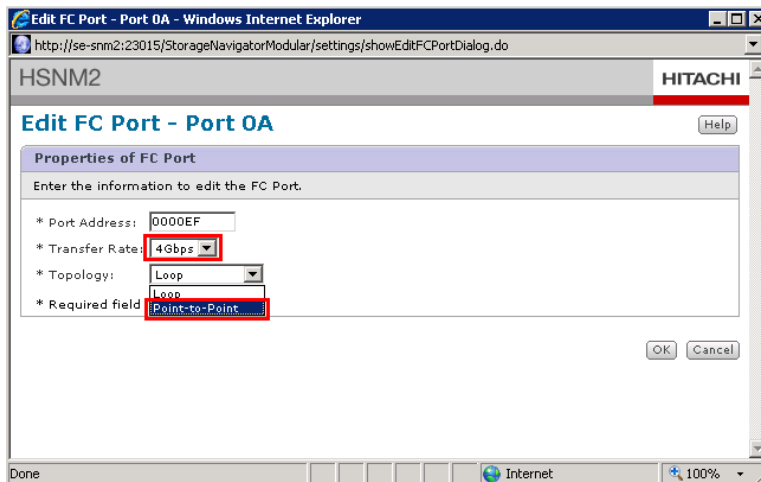 Edit FC Port - Port 0A - Windows Internet Explorer
http://se-snm2:23015/StorageNavigatorModular/settings/showEditFCPortDialog.do
HSNM2
HITACHI
Edit FC Port - Port 0A
Help
Properties of FC Port
Enter the information to edit the FC Port.
* Port Address: 0000EF
* Transfer Rate: 4Gbps
* Topology: Loop
Loop
* Required field
Point-to-Point
OK Cancel
Done Internet 100%